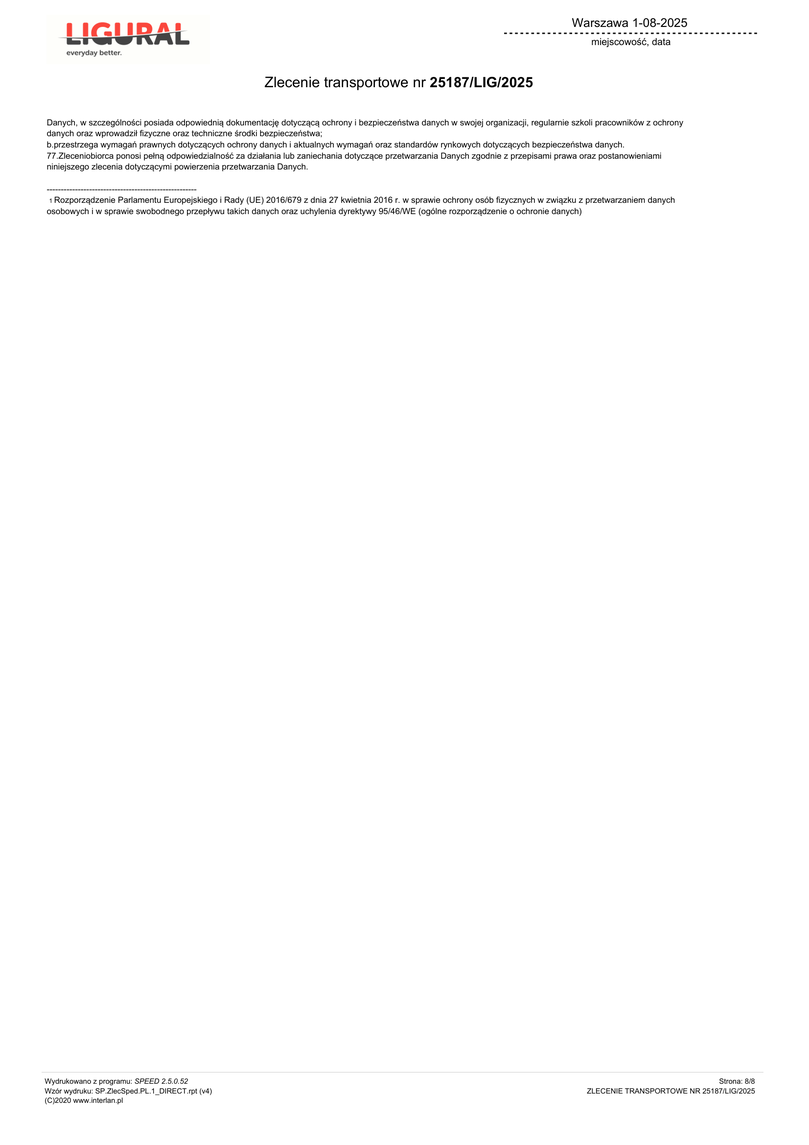 LIGURAL
everyday better.
Warszawa 1-08-2025
miejscowość, data
Zlecenie transportowe nr 25187/LIG/2025
Danych, w szczególności posiada odpowiednią dokumentację dotyczącą ochrony i bezpieczeństwa danych w swojej organizacji, regularnie szkoli pracowników z ochrony
danych oraz wprowadził fizyczne oraz techniczne środki bezpieczeństwa;
b.przestrzega wymagań prawnych dotyczących ochrony danych i aktualnych wymagań oraz standardów rynkowych dotyczących bezpieczeństwa danych.
77.Zleceniobiorca ponosi pełną odpowiedzialność za działania lub zaniechania dotyczące przetwarzania Danych zgodnie z przepisami prawa oraz postanowieniami
niniejszego zlecenia dotyczącymi powierzenia przetwarzania Danych.
------------------------------------------------------
1 Rozporządzenie Parlamentu Europejskiego i Rady (UE) 2016/679 z dnia 27 kwietnia 2016 r. w sprawie ochrony osób fizycznych w związku z przetwarzaniem danych
osobowych i w sprawie swobodnego przepływu takich danych oraz uchylenia dyrektywy 95/46/WE (ogólne rozporządzenie o ochronie danych)
Wydrukowano z programu: SPEED 2.5.0.52
Wzór wydruku: SP.ZlecSped.PL.1_DIRECT.rpt (v4)
(C)2020 www.interlan.pl
Strona: 8/8
ZLECENIE TRANSPORTOWE NR 25187/LIG/2025